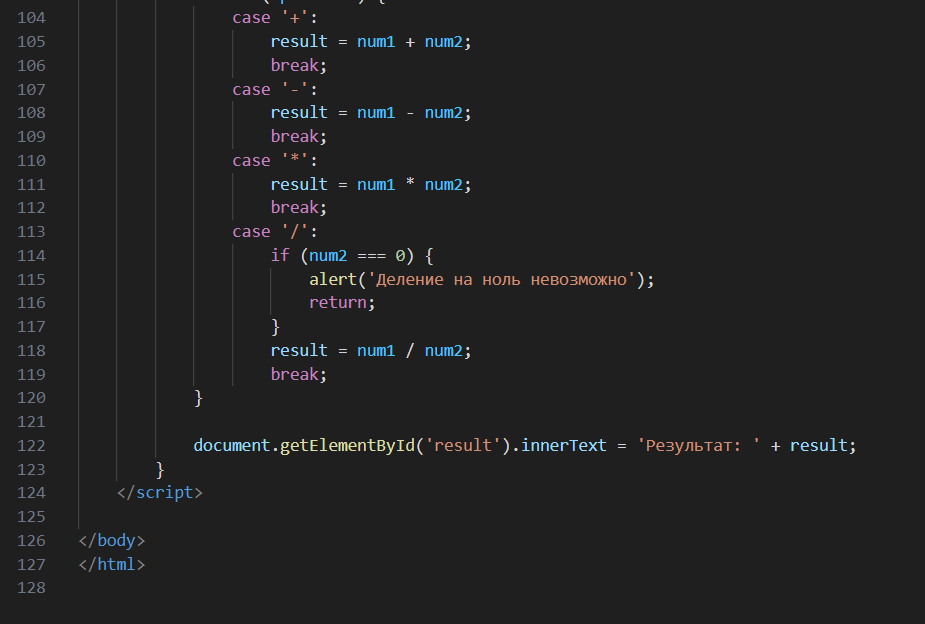 104 case '+':
105 result = num1 + num2;
106 break;
107 case '-':
108 result = num1 - num2;
109 break;
110 case '*':
111 result = num1 * num2;
112 break;
113 case '/':
114 if (num2 === 0) {
115 alert('Деление на ноль невозможно');
116 return;
117 }
118 result = num1 / num2;
119 break;
120 }
121
122 document.getElementById('result').innerText = 'Результат: ' + result;
123 }
124 </script>
125
126 </body>
127 </html>
128